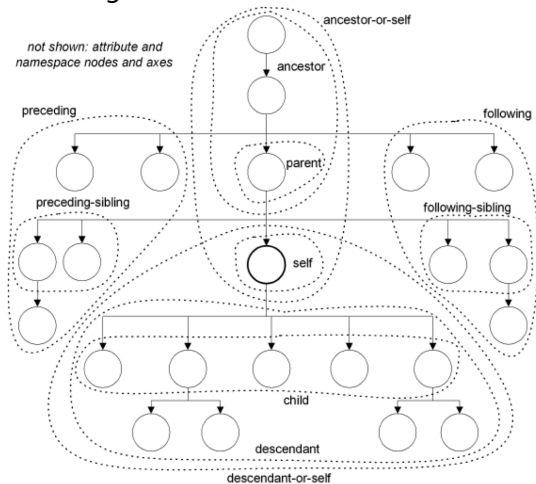 ancestor-or-self
not shown: attribute and
namespace nodes and axes
ancestor
preceding
following
parent
preceding-sibling
following-sibling
self
child
descendant
descendant-or-self